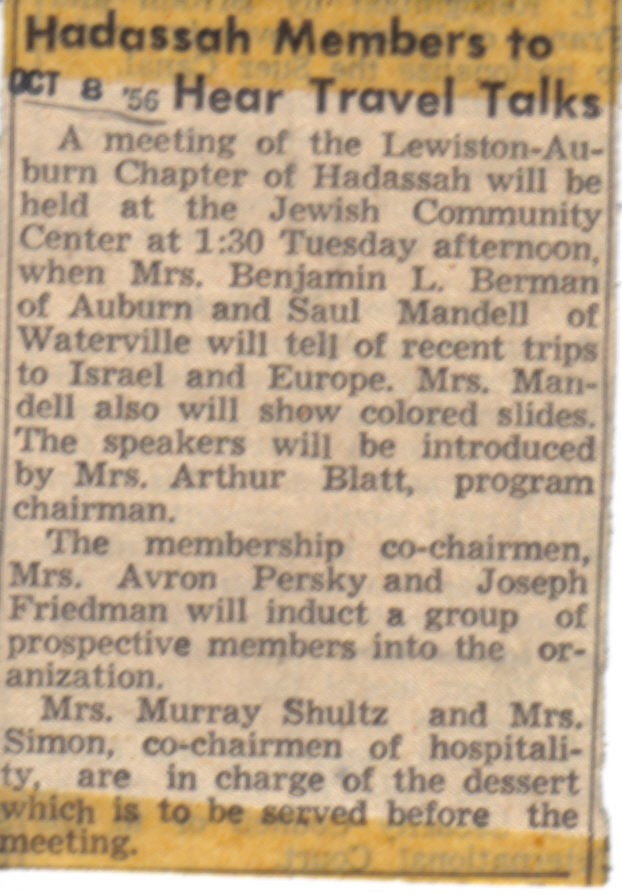 Hadassah Members to
OCT 8 '56 Hear Travel Talks
A meeting of the Lewiston-Au-
burn Chapter of Hadassah will be
held at the Jewish Community
Center at 1:30 Tuesday afternoon,
when Mrs. Benjamin L. Berman
of Auburn and Saul Mandell of
Waterville will tell of recent trips
to Israel and Europe. Mrs. Man-
dell also will show colored slides.
The speakers will be introduced
by Mrs. Arthur Blatt, program
chairman.
The membership co-chairmen,
Mrs. Avron Persky and Joseph
Friedman will induct a group of
prospective members into the or-
anization.
Mrs. Murray Shultz and Mrs.
Simon, co-chairmen of hospitali-
ty, are in charge of the dessert
which is to be served before the
meeting.